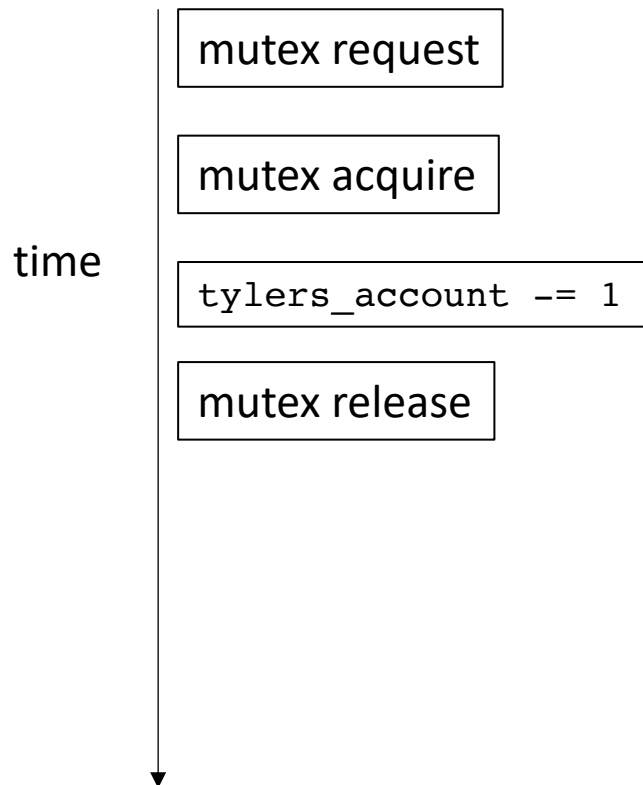 mutex request
mutex acquire
time
tylers_account -= 1
mutex release